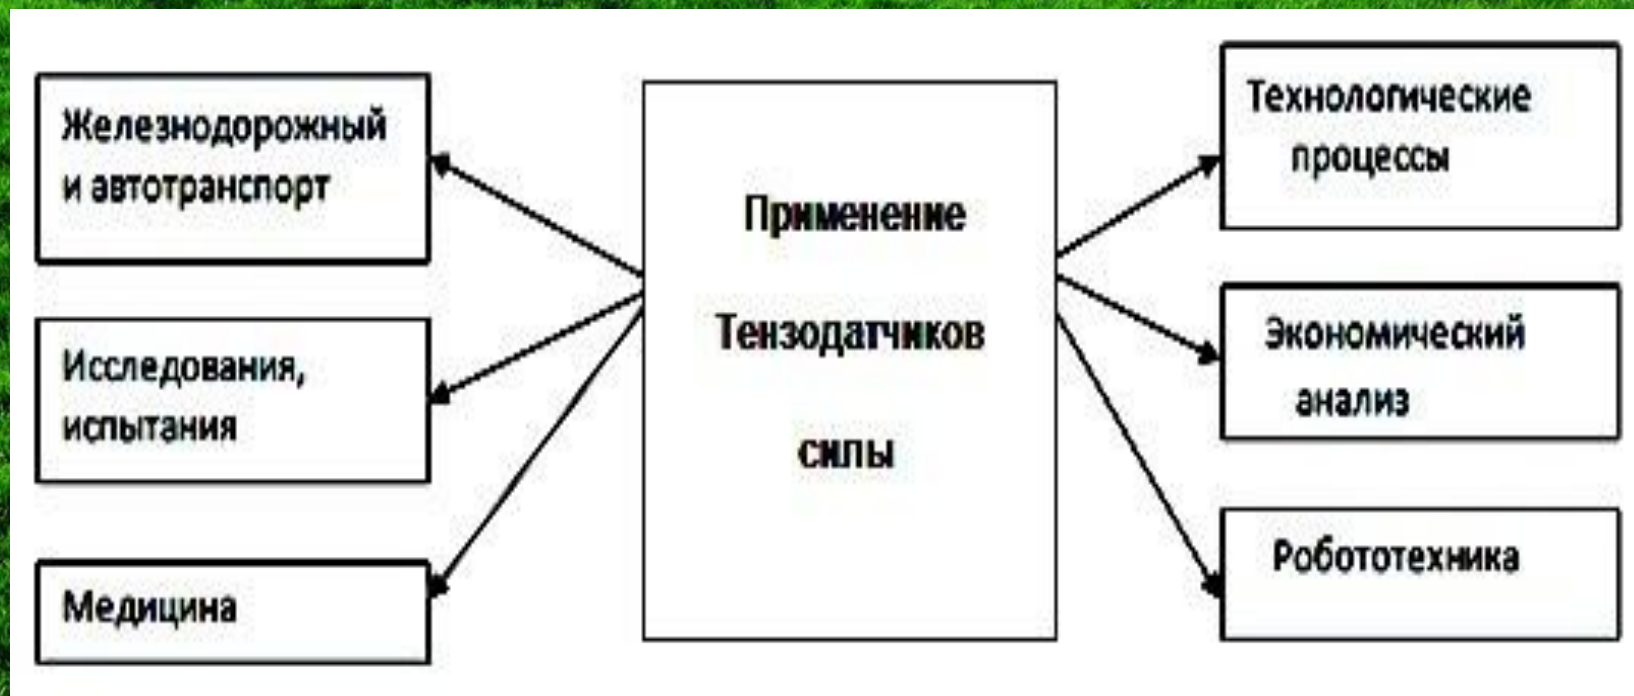 Железнодорожный
и автотранспорт
Исследования,
испытания
Медицина
Применение
Тензодатчиков
силы
Технологические
процессы
Экономический
анализ
Робототехника